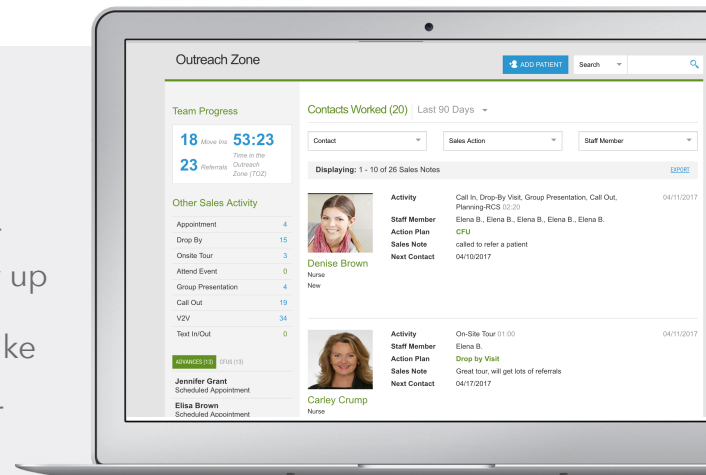 up
ke
Outreach Zone
ADD PATIENT
Search
Team Progress
18 Move Ins 53:23
23 Referrals
Time in the
Outreach
Zone (TOZ)
Other Sales Activity
Appointment 4
Drop By 15
Onsite Tour 3
Attend Event 0
Group Presentation 4
Call Out 19
V2V 34
Text In/Out 0
ADVANCES (13) CFUS (13)
Jennifer Grant
Scheduled Appointment
Elisa Brown
Scheduled Appointment
Contacts Worked (20) Last 90 Days
Contact Sales Action Staff Member
Displaying: 1 - 10 of 26 Sales Notes EXPORT
Denise Brown
Nurse
New
Activity Call In, Drop-By Visit, Group Presentation, Call Out, 04/11/2017
Planning-RCS 02:20
Staff Member Elena B., Elena B., Elena B., Elena B., Elena B.
Action Plan CFU
Sales Note called to refer a patient
Next Contact 04/10/2017
Carley Crump
Nurse
Activity On-Site Tour 01:00 04/11/2017
Staff Member Elena B.
Action Plan Drop by Visit
Sales Note Great tour, will get lots of referrals
Next Contact 04/17/2017